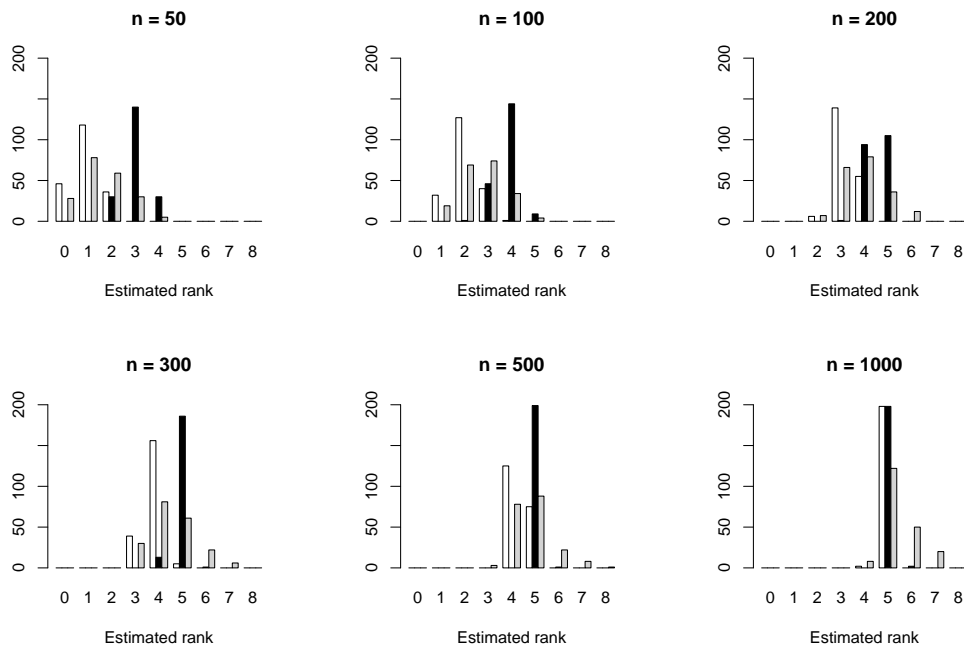 n = 50
n = 100
n = 200
0 50 100 200
0 50 100 200
0 50 100 200
0 1 2 3 4 5 6 7 8
0 1 2 3 4 5 6 7 8
0 1 2 3 4 5 6 7 8
Estimated rank
Estimated rank
Estimated rank
n = 300
n = 500
n = 1000
0 50 100 200
0 50 100 200
0 50 100 200
0 1 2 3 4 5 6 7 8
0 1 2 3 4 5 6 7 8
0 1 2 3 4 5 6 7 8
Estimated rank
Estimated rank
Estimated rank